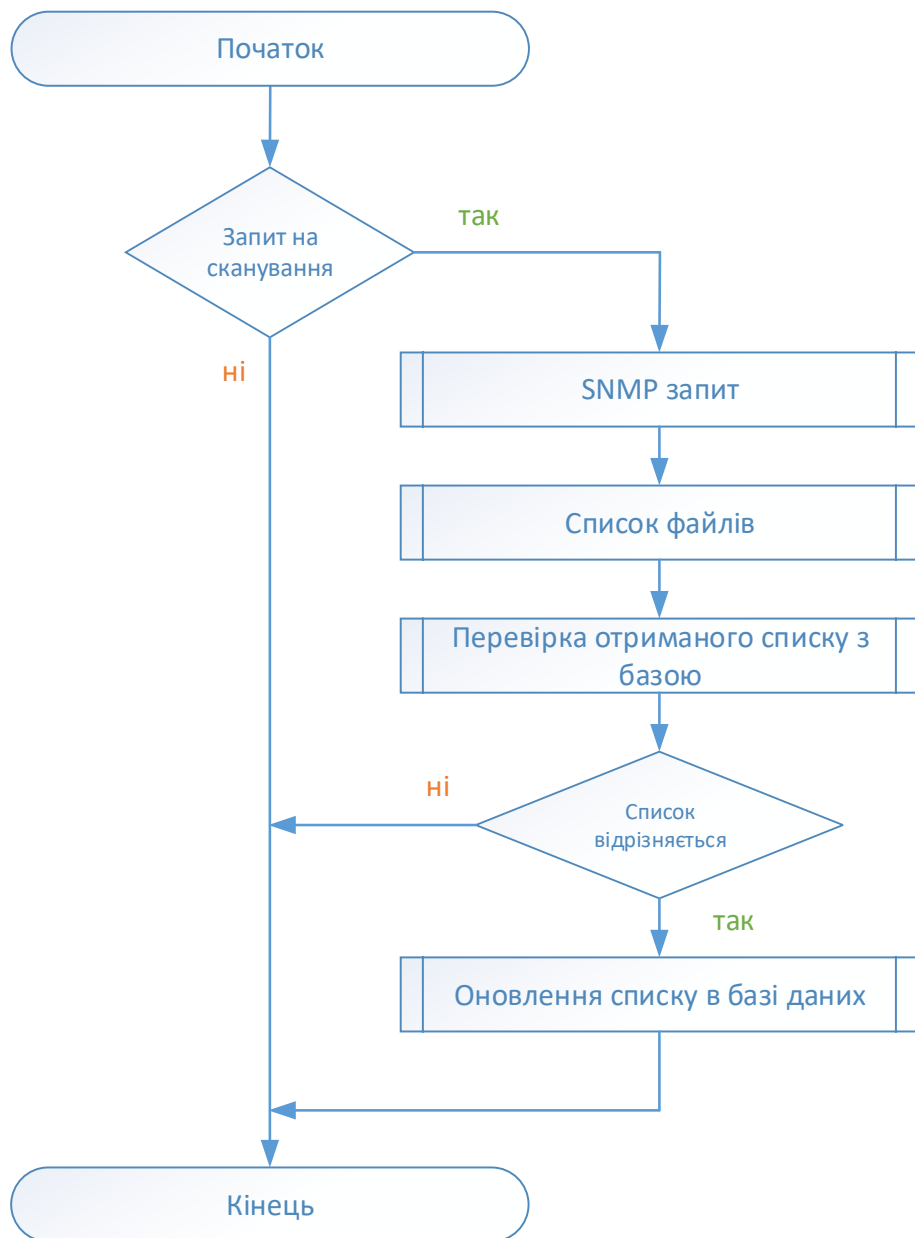 Початок
так
Запит на
сканування
ні
SNMP запит
Список файлів
Перевірка отриманого списку з
базою
ні
Список
відрізняється
так
Оновлення списку в базі даних
Кінець